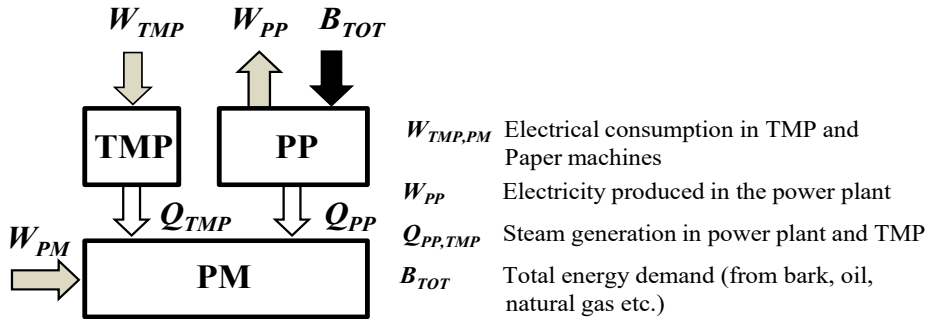 W_TMP W_PP B_TOT
TMP PP
Q_TMP Q_PP
W_PM
PM
W_TMP,PM Electrical consumption in TMP and
Paper machines
W_PP Electricity produced in the power plant
Q_PP,TMP Steam generation in power plant and TMP
B_TOT Total energy demand (from bark, oil,
natural gas etc.)